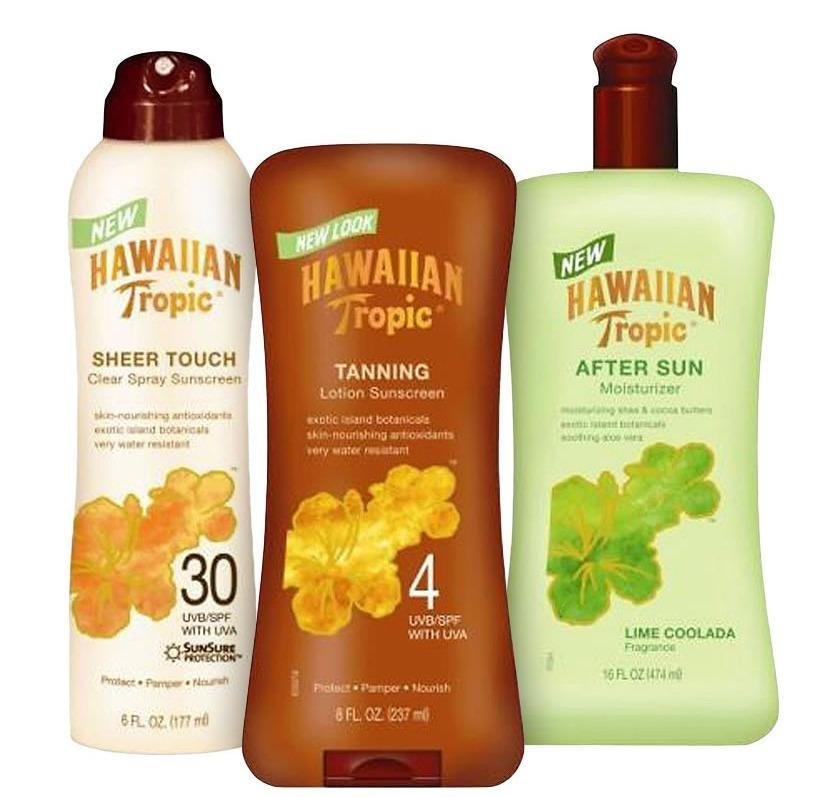 NEW
HAWAIIAN
Tropic®
SHEER TOUCH
Clear Spray Sunscreen
skin-nourishing antioxidants
exotic island botanicals
very water resistant
30
UVB/SPF
WITH UVA
SUNSURE
PROTECTION™
Protect • Pamper • Nourish
6 FL. OZ. (177 ml)
NEW LOOK
HAWAIIAN
Tropic®
TANNING
Lotion Sunscreen
exotic island botanicals
skin-nourishing antioxidants
very water resistant
4
UVB/SPF
WITH UVA
Protect • Pamper • Nourish
8 FL. OZ. (237 ml)
NEW
HAWAIIAN
Tropic®
AFTER SUN
Moisturizer
moisturizing shea & cocoa butters
exotic island botanicals
soothing aloe vera
LIME COOLADA
Fragrance
16 FL OZ (474 ml)